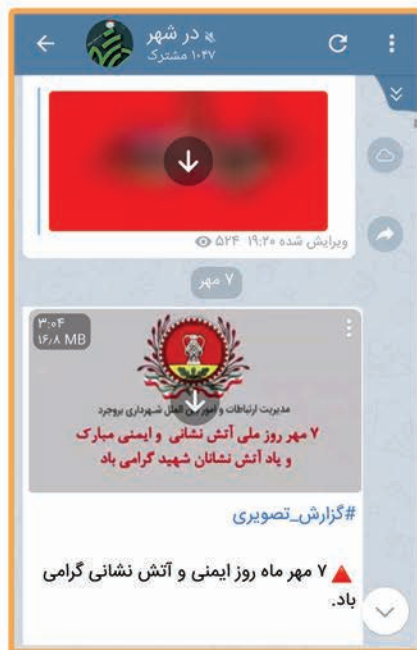 در شهر
۱۰۴۷ مشترک
ویرایش شده ۱۹:۲۰ ۵۲۴
۷ مهر
۳:۰۴
۱۶٫۸ MB
مدیریت ارتباطات و امور بین الملل شهرداری بروجرد
۷ مهر روز ملی آتش نشانی و ایمنی مبارک
و یاد آتش نشانان شهید گرامی باد
#گزارش_تصویری
۷ مهر ماه روز ایمنی و آتش نشانی گرامی
باد.